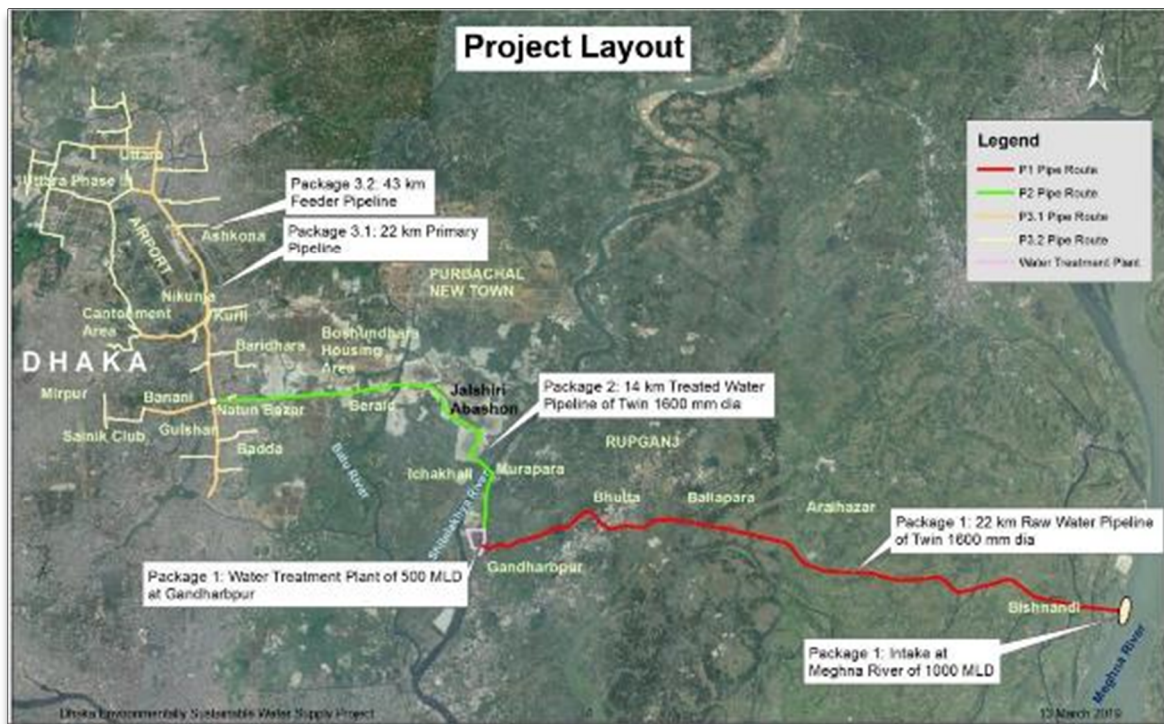 Project Layout
N
Legend
P1 Pipe Route
P2 Pipe Route
P3.1 Pipe Route
P3.2 Pipe Route
Water Treatment Plant
Uttara
Uttara Phase
Package 3.2: 43 km
Feeder Pipeline
Ashkona
AIRPORT
Package 3.1: 22 km Primary
Pipeline
PURBACHAL
NEW TOWN
Nikunja
Cantonment
Area
Kuril
Boshundhara
Housing
Area
Baridhara
DHAKA
Mirpur
Banani
Natun Bazar
Beraid
Jalshiri
Abashon
Package 2: 14 km Treated Water
Pipeline of Twin 1600 mm dia
Sainik Club
Gulshan
Badda
Balu River
RUPGANJ
Ichakhali
Murapara
Bhulta
Ballapara
Araihazar
Package 1: 22 km Raw Water Pipeline
of Twin 1600 mm dia
Shitalakhya River
Gandharbpur
Package 1: Water Treatment Plant of 500 MLD
at Gandharbpur
Bishnandi
Package 1: Intake at
Meghna River of 1000 MLD
Meghna River
Dhaka Environmentally Sustainable Water Supply Project
13 March 2019